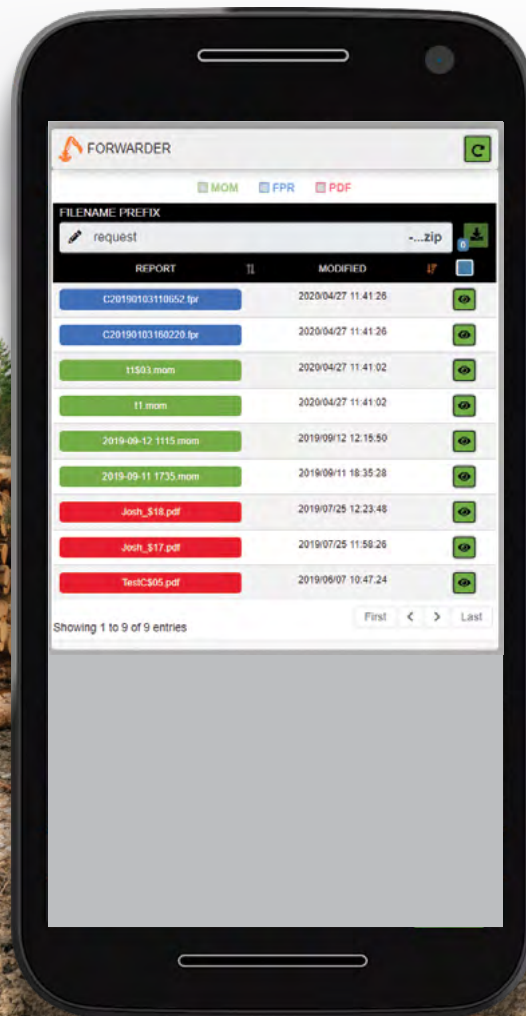 FORWARDER
MOM FPR PDF
FILENAME PREFIX
request -...zip 0
REPORT MODIFIED
C20190103110652.fpr 2020/04/27 11:41:26
C20190103160220.fpr 2020/04/27 11:41:26
t1$03.mom 2020/04/27 11:41:02
t1.mom 2020/04/27 11:41:02
2019-09-12 1115.mom 2019/09/12 12:15:50
2019-09-11 1735.mom 2019/09/11 18:35:28
Josh_$18.pdf 2019/07/25 12:23:48
Josh_$17.pdf 2019/07/25 11:58:26
TestC$05.pdf 2019/06/07 10:47:24
Showing 1 to 9 of 9 entries First < > Last